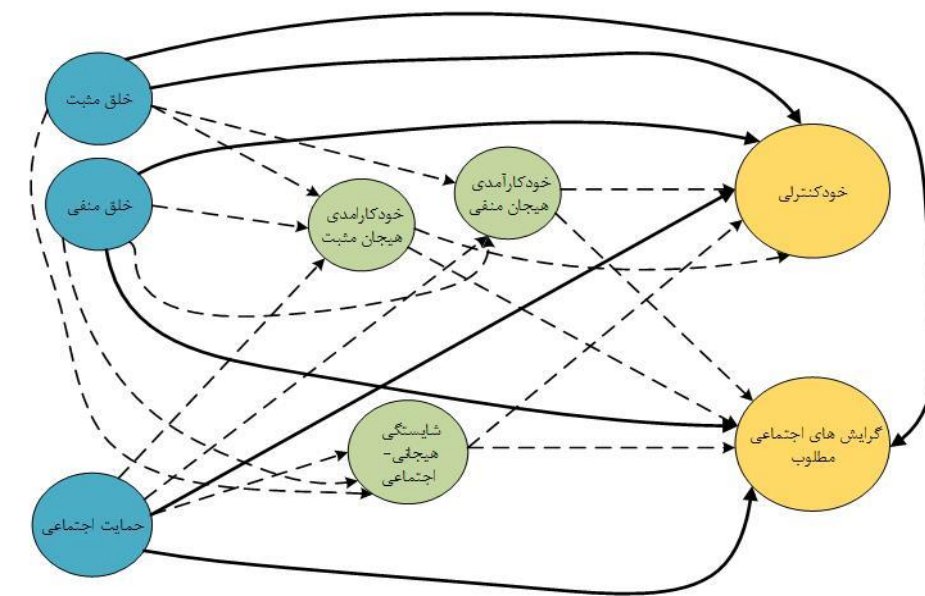 خلق مثبت
خلق منفی
خودکارامدی
هیجان مثبت
خودکارآمدی
هیجان منفی
خودکنترلی
شایستگی
هیجانی-
اجتماعی
گرایش های اجتماعی
مطلوب
حمایت اجتماعی